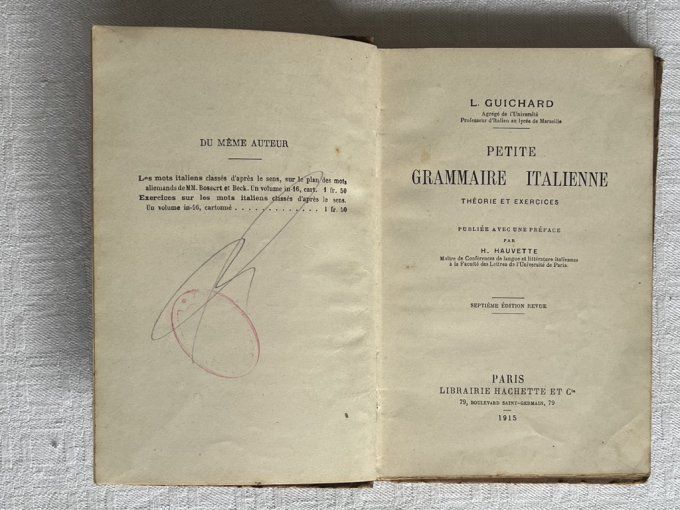 DU MÊME AUTEUR
Les mots italiens classés d'après le sens, sur le plan des mots
allemands de MM. Bossert et Beck. Un volume in-16, cart. 1 fr. 50
Exercices sur les mots italiens classés d'après le sens.
Un volume in-16, cartonné . . . . . . . . . . . . . 1 fr. 50
L. GUICHARD
Agrégé de l'Université
Professeur d'Italien au lycée de Marseille
PETITE
GRAMMAIRE ITALIENNE
THÉORIE ET EXERCICES
PUBLIÉE AVEC UNE PRÉFACE
PAR
H. HAUVETTE
Maître de Conférences de langue et littérature italiennes
à la Faculté des Lettres de l'Université de Paris.
SEPTIÈME ÉDITION REVUE
PARIS
LIBRAIRIE HACHETTE ET Cie
79, BOULEVARD SAINT-GERMAIN, 79
1915